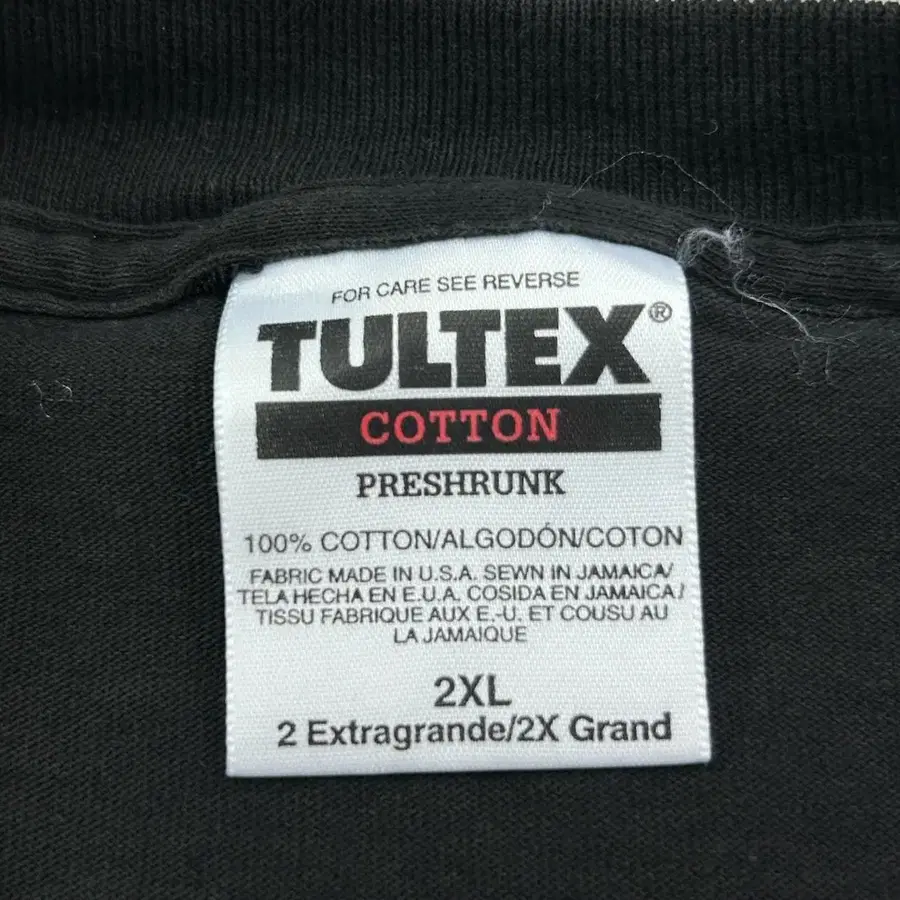 FOR CARE SEE REVERSE
TULTEX®
COTTON
PRESHRUNK
100% COTTON/ALGODÓN/COTON
FABRIC MADE IN U.S.A. SEWN IN JAMAICA/
TELA HECHA EN E.U.A. COSIDA EN JAMAICA/
TISSU FABRIQUE AUX E.-U. ET COUSU AU
LA JAMAIQUE
2XL
2 Extragrande/2X Grand